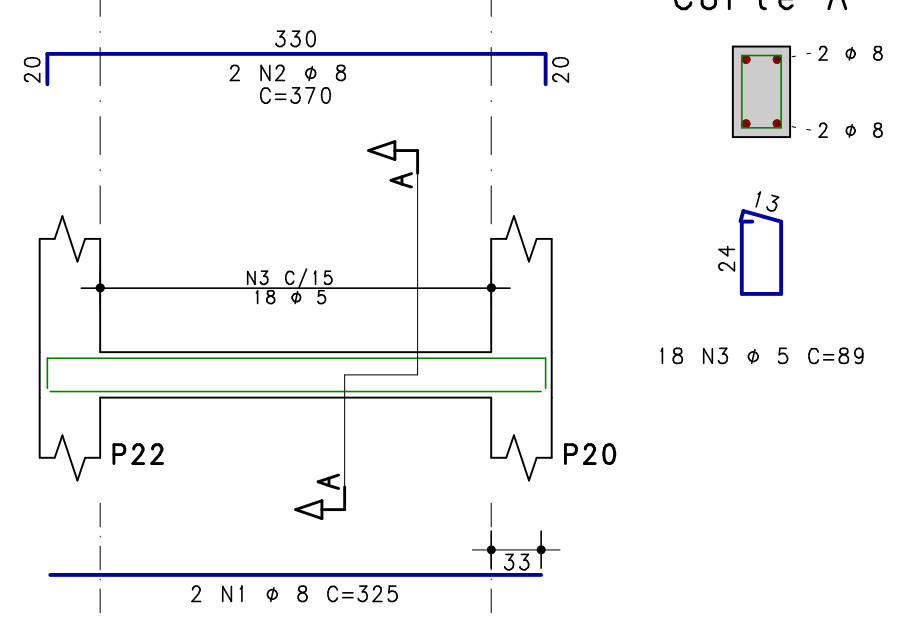 Corte A
330
20
20
2 N2 ø 8
C=370
2 ø 8
2 ø 8
A
13
24
N3 C/15
18 ø 5
18 N3 ø 5 C=89
P22
P20
A
33
2 N1 ø 8 C=325